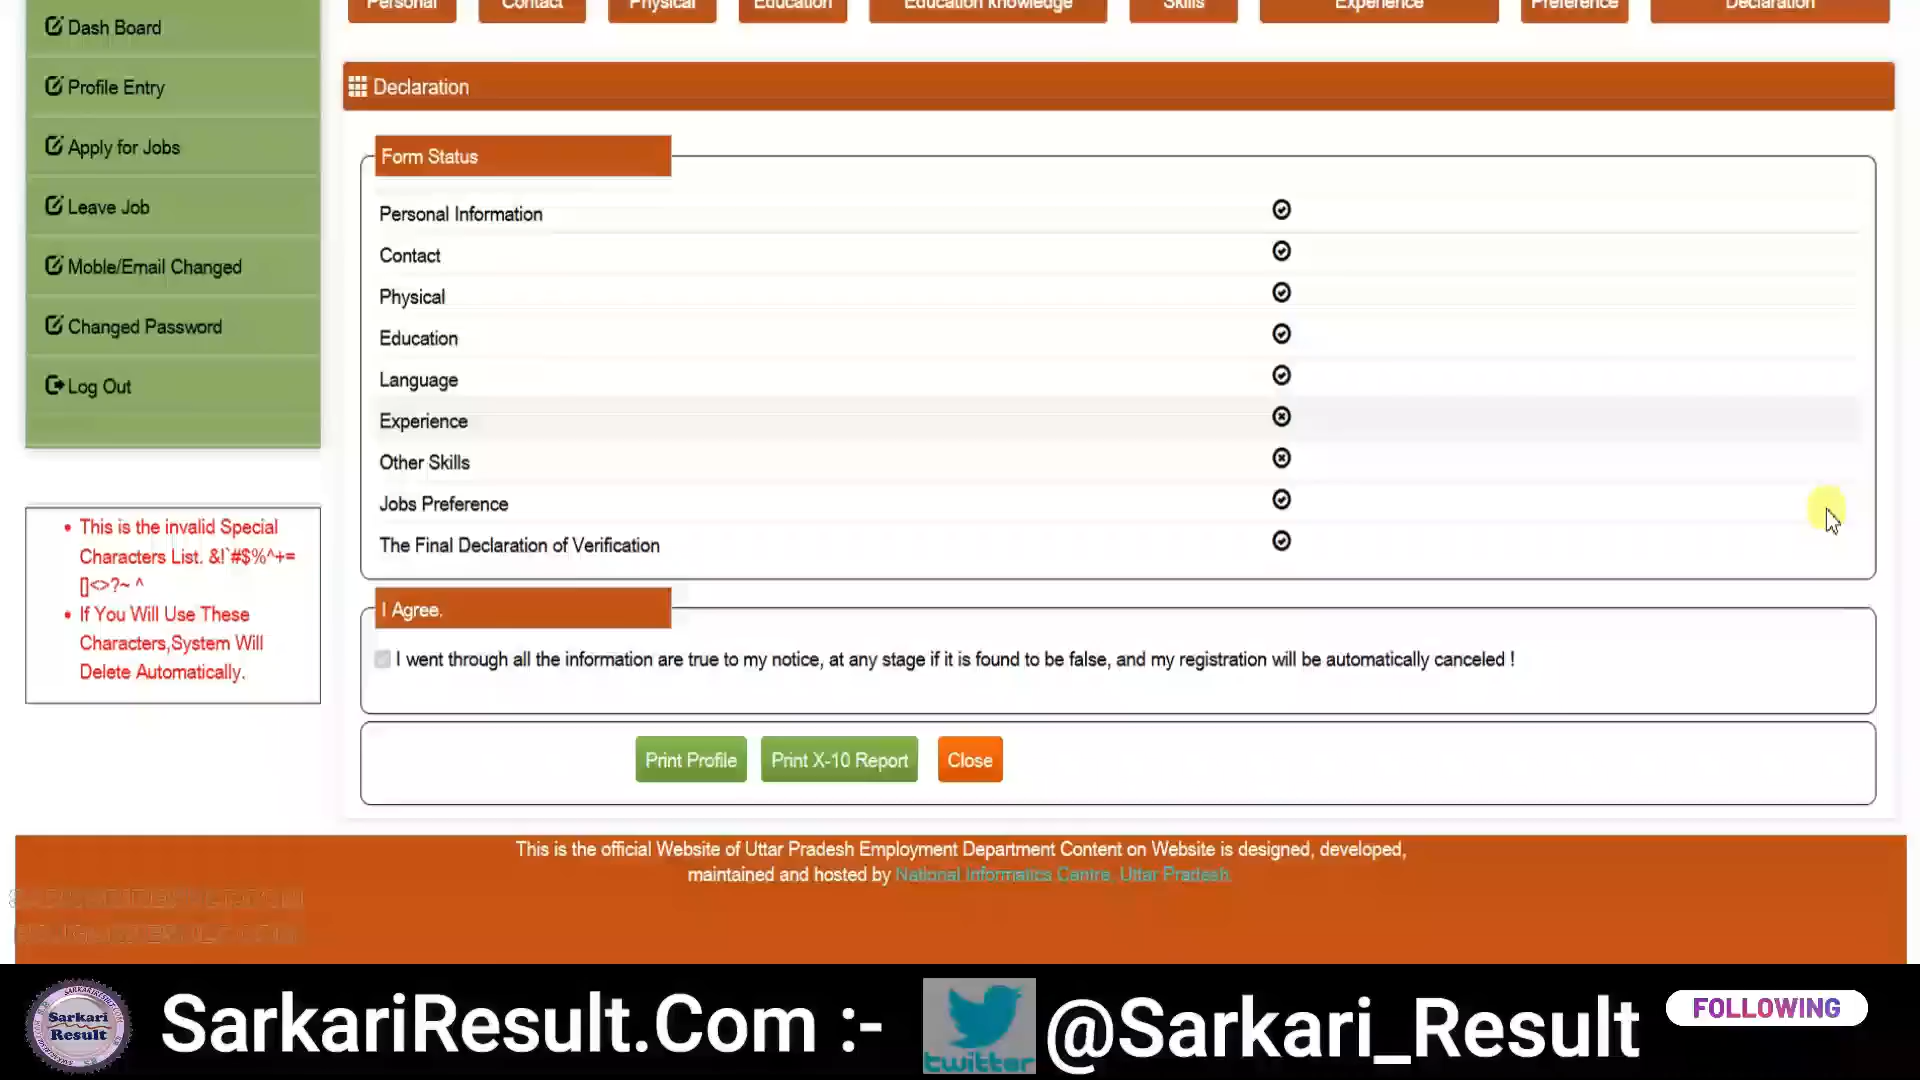 Personal
Contact
Physical
Education
Education knowledge
Skills
Experience
Preference
Declaration
Dash Board
Profile Entry
Apply for Jobs
Leave Job
Moble/Email Changed
Changed Password
Log Out
This is the invalid Special
Characters List. &!`#$%^+=
[]<>?~ ^
If You Will Use These
Characters,System Will
Delete Automatically.
Declaration
Form Status
Personal Information
Contact
Physical
Education
Language
Experience
Other Skills
Jobs Preference
The Final Declaration of Verification
I Agree.
I went through all the information are true to my notice, at any stage if it is found to be false, and my registration will be automatically canceled !
Print Profile
Print X-10 Report
Close
This is the official Website of Uttar Pradesh Employment Department Content on Website is designed, developed,
maintained and hosted by National Informatics Centre, Uttar Pradesh.
Sarkari
Result
SarkariResult.Com :-
twitter
@Sarkari_Result
FOLLOWING